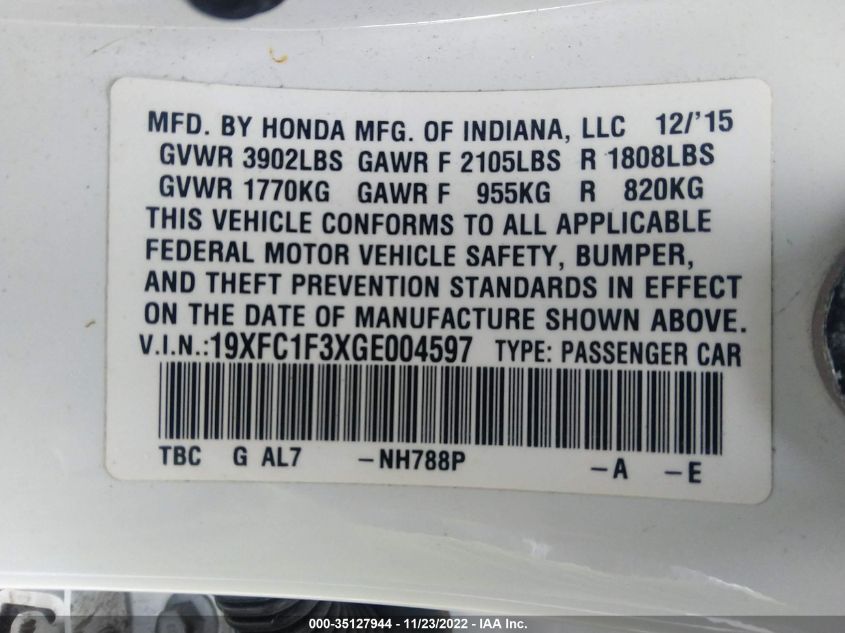 MFD. BY HONDA MFG. OF INDIANA, LLC 12/'15
GVWR 3902LBS GAWR F 2105LBS R 1808LBS
GVWR 1770KG GAWR F 955KG R 820KG
THIS VEHICLE CONFORMS TO ALL APPLICABLE
FEDERAL MOTOR VEHICLE SAFETY, BUMPER,
AND THEFT PREVENTION STANDARDS IN EFFECT
ON THE DATE OF MANUFACTURE SHOWN ABOVE.
V.I.N.:19XFC1F3XGE004597 TYPE: PASSENGER CAR
TBC G AL7 -NH788P -A -E
000-35127944 - 11/23/2022 - IAA Inc.